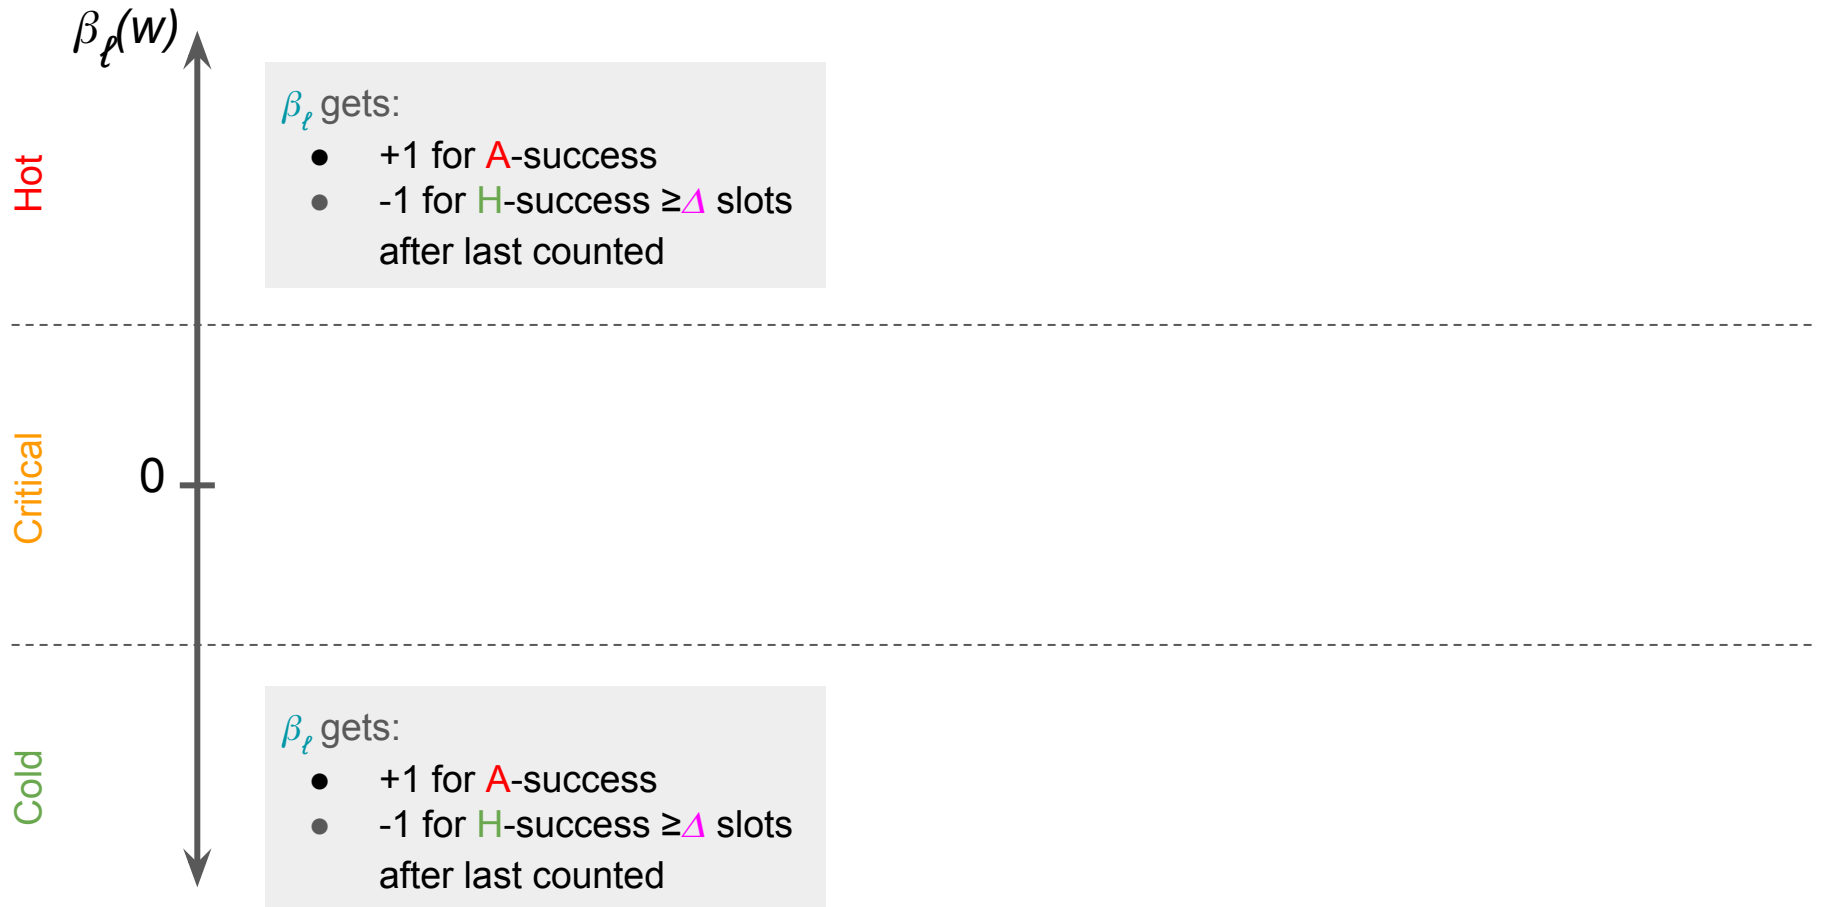 βℓ(w)
βℓ gets:
● +1 for A-success
● -1 for H-success ≥Δ slots
after last counted
Hot
Critical
0
Cold
βℓ gets:
● +1 for A-success
● -1 for H-success ≥Δ slots
after last counted